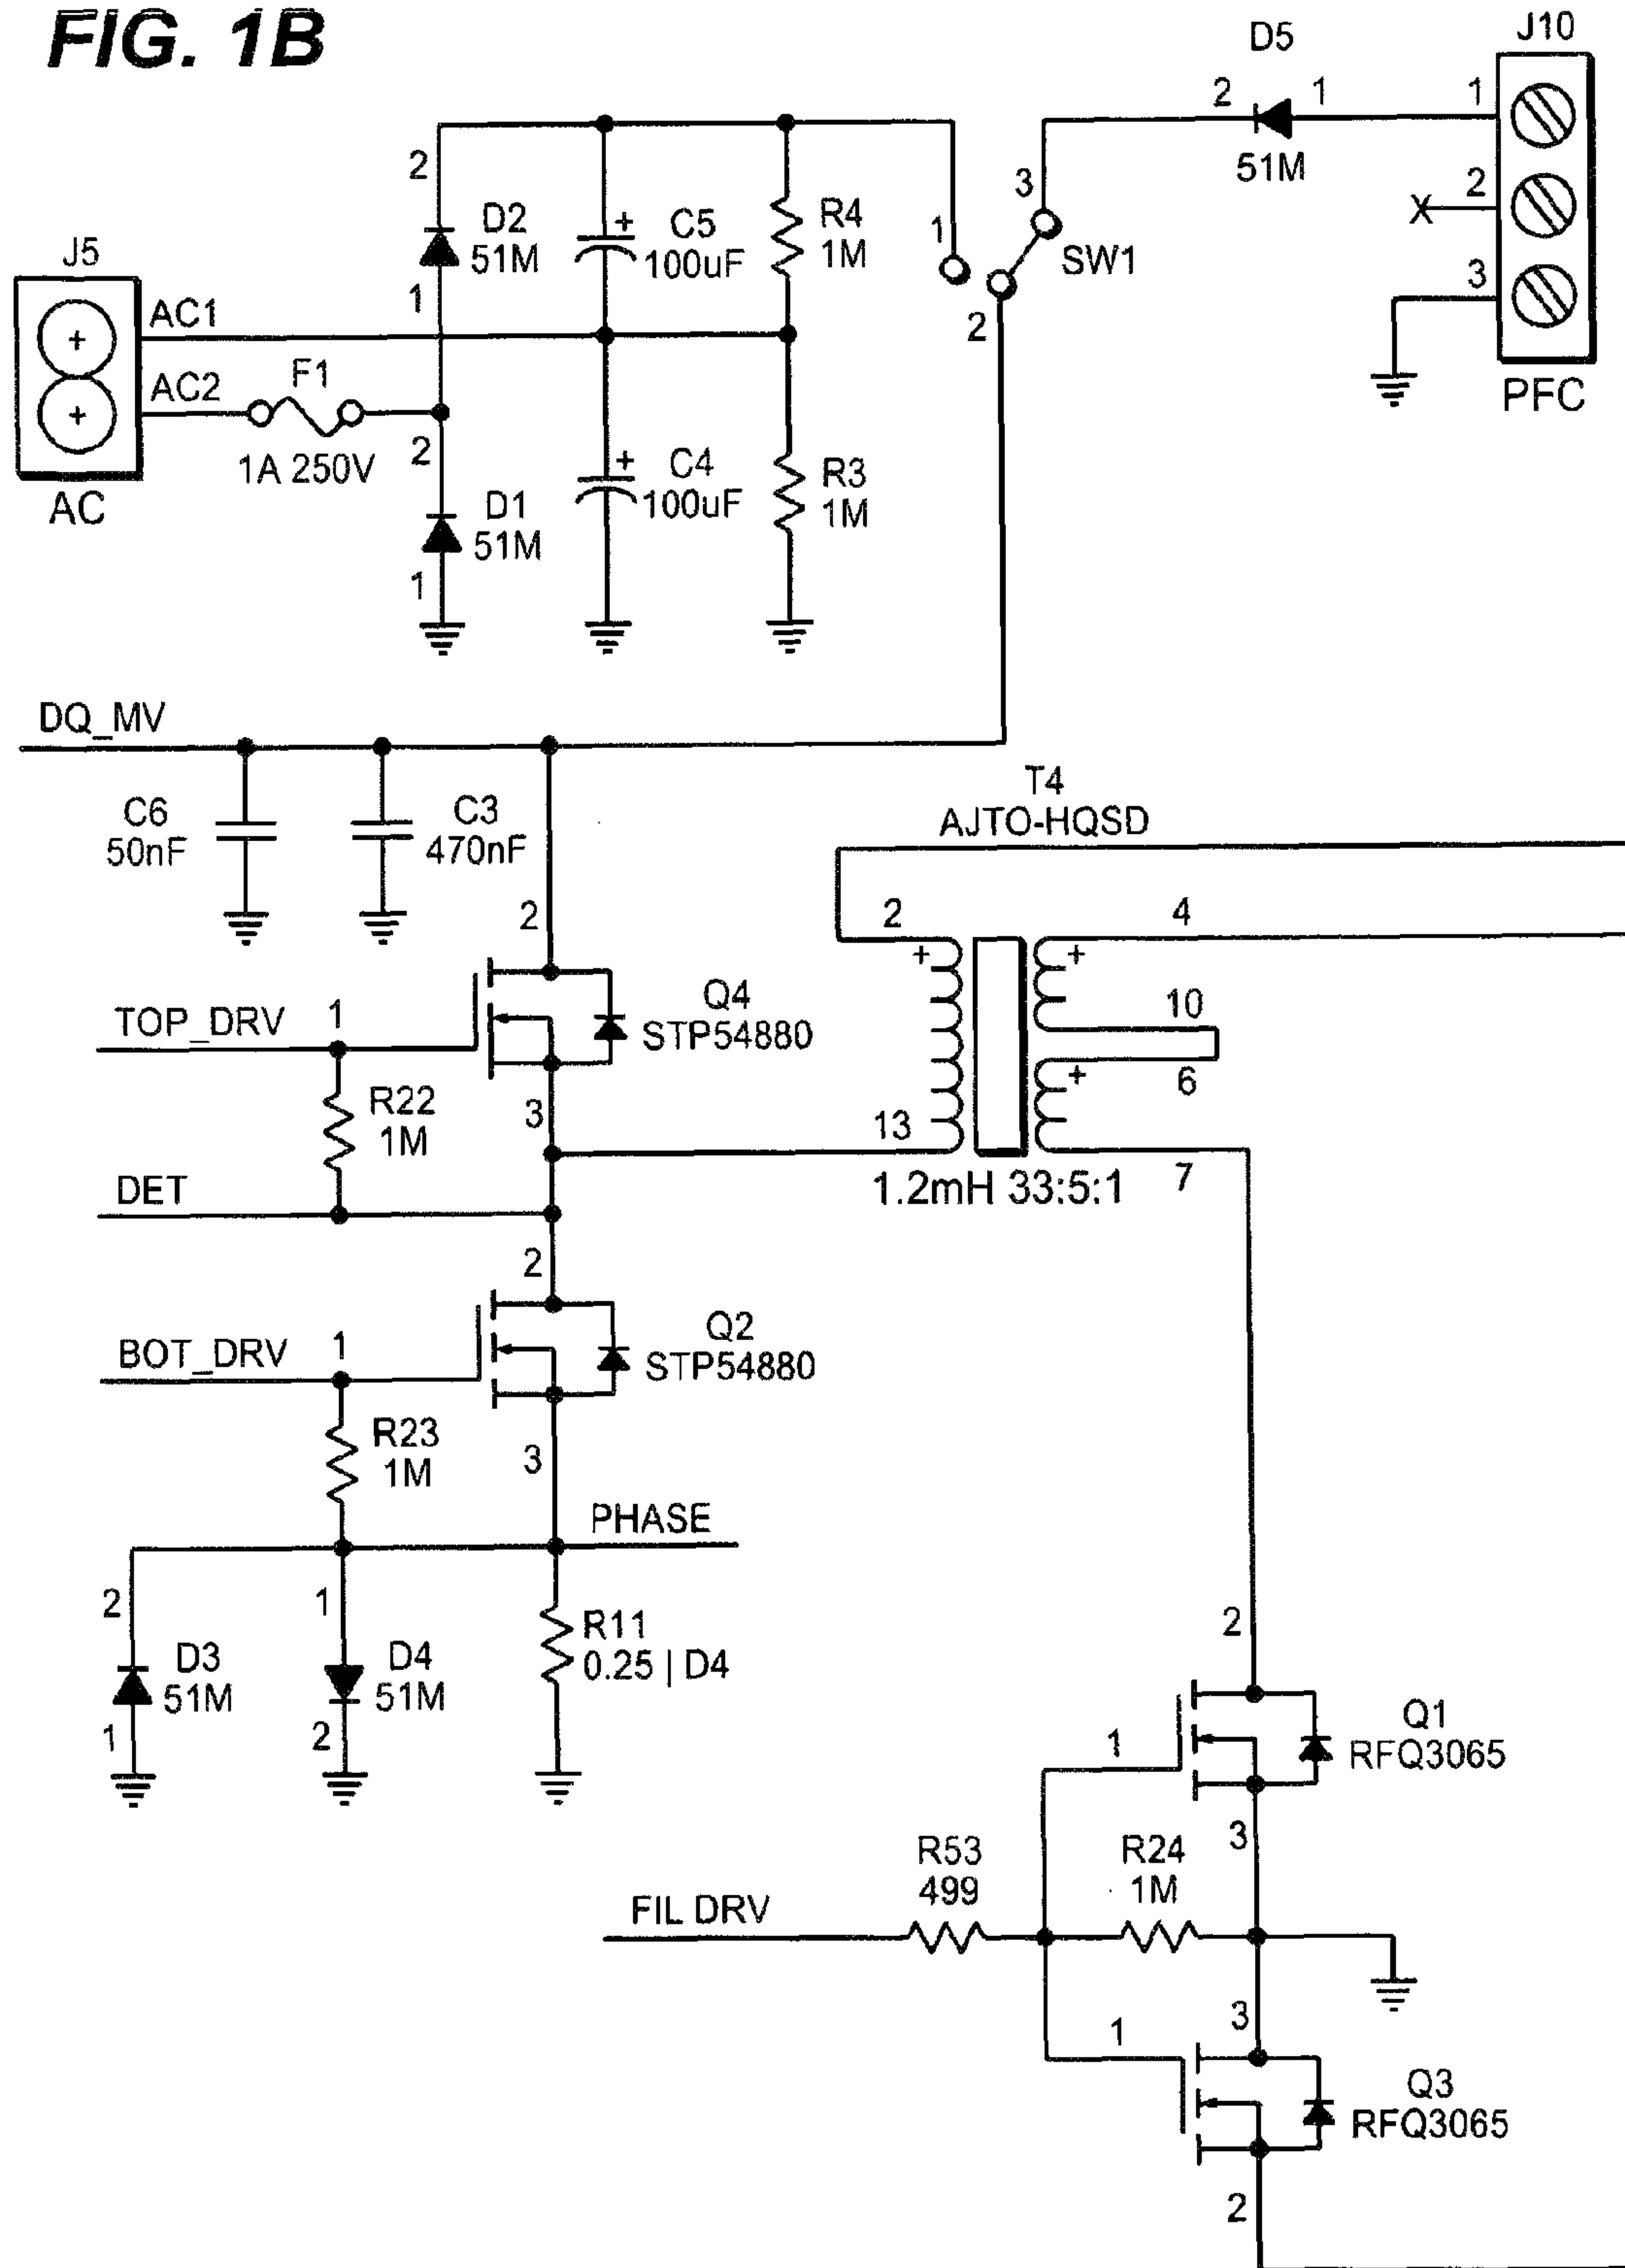 FIG. 1B
D5
J10
2
1
1
51M
2
D2
51M
1
C5
+
100uF
R4
1M
1
3
SW1
2
X
2
3
PFC
J5
+
+
AC
AC1
AC2
F1
1A 250V
2
D1
51M
1
+
C4
100uF
R3
1M
DQ_MV
C6
50nF
C3
470nF
T4
AJTO-HQSD
2
2
4
+
+
10
+
6
13
7
1.2mH 33:5:1
TOP_DRV
1
Q4
STP54880
R22
1M
3
DET
2
BOT_DRV
1
Q2
STP54880
R23
1M
3
PHASE
2
D3
51M
1
1
D4
51M
2
R11
0.25 | D4
2
1
Q1
RFQ3065
3
R53
499
R24
1M
FIL DRV
3
1
Q3
RFQ3065
2